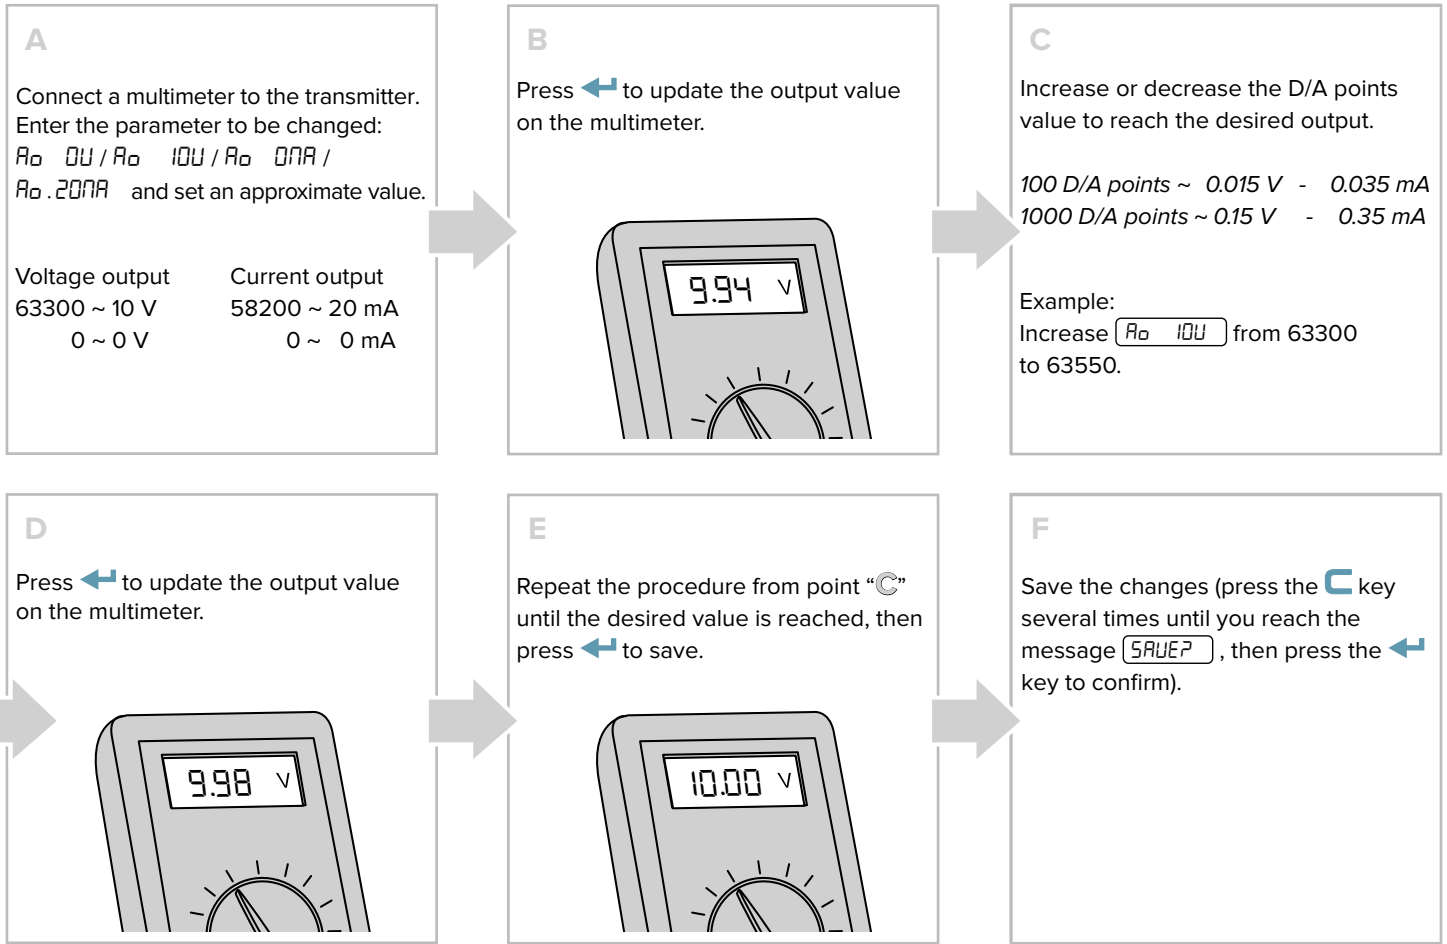 A
Connect a multimeter to the transmitter.
Enter the parameter to be changed:
Ao 0V / Ao 10V / Ao 0MA /
Ao.20MA and set an approximate value.
Voltage output Current output
63300 ~ 10 V 58200 ~ 20 mA
0 ~ 0 V 0 ~ 0 mA
B
Press to update the output value
on the multimeter.
9.94 V
C
Increase or decrease the D/A points
value to reach the desired output.
100 D/A points ~ 0.015 V - 0.035 mA
1000 D/A points ~ 0.15 V - 0.35 mA
Example:
Increase Ao 10V from 63300
to 63550.
D
Press to update the output value
on the multimeter.
9.98 V
E
Repeat the procedure from point “C”
until the desired value is reached, then
press to save.
10.00 V
F
Save the changes (press the C key
several times until you reach the
message SAVE? , then press the
key to confirm).